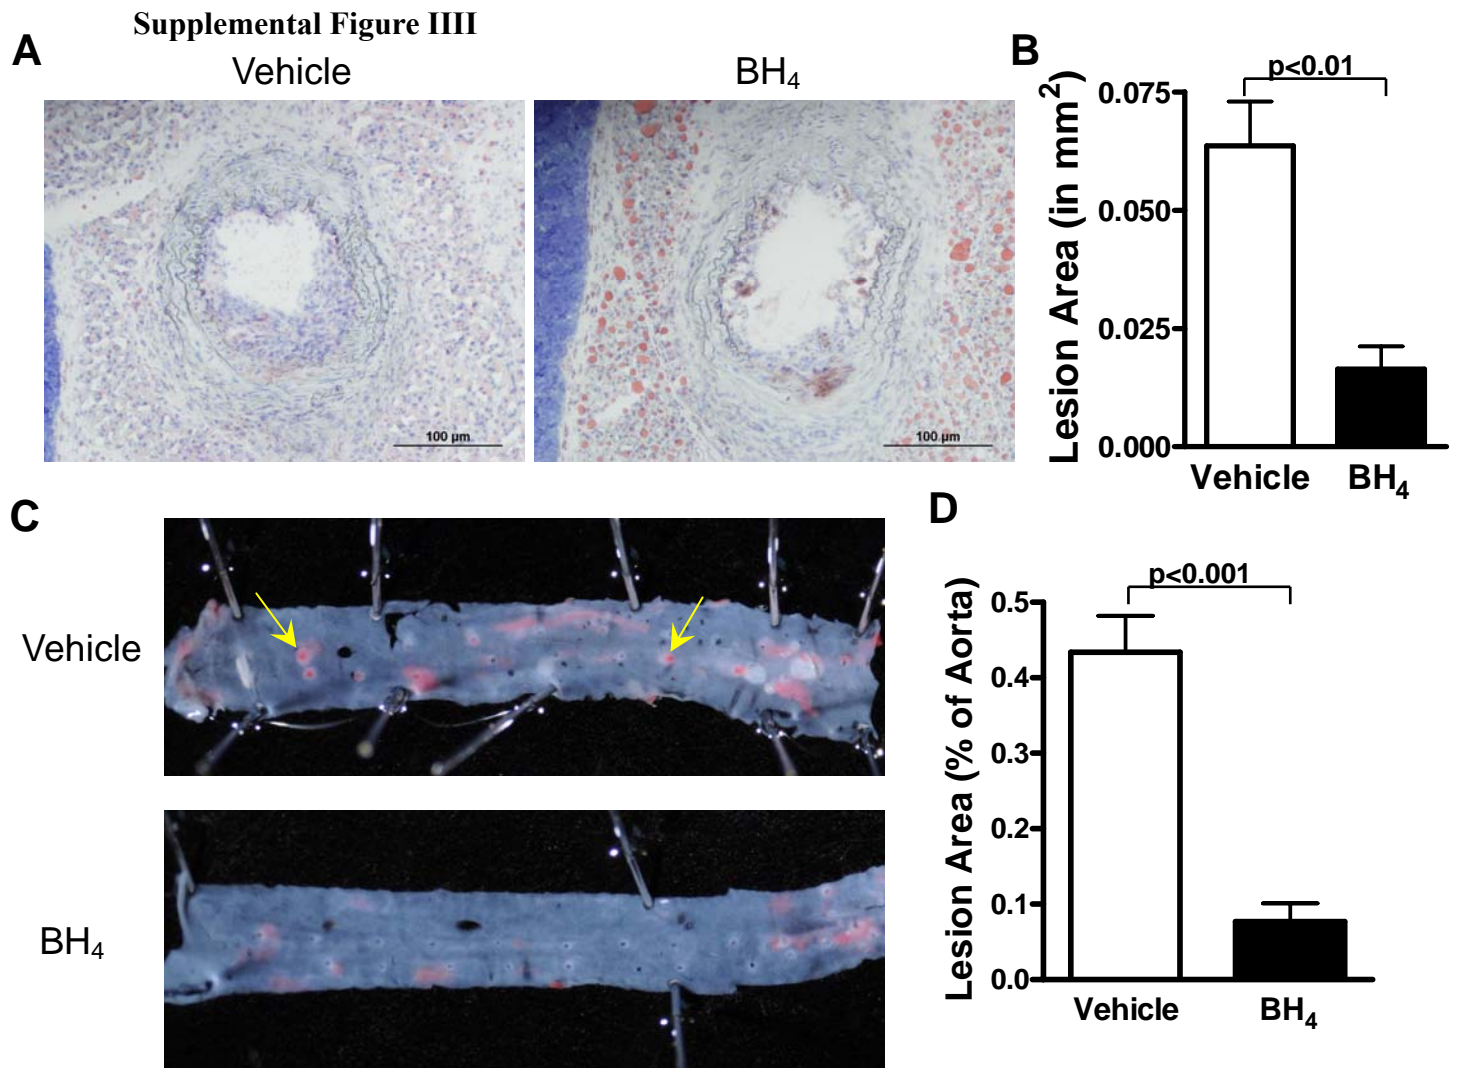 Supplemental Figure IIII
A
Vehicle
BH4
100 µm
100 µm
B
p<0.01
Lesion Area (in mm2)
0.075
0.050
0.025
0.000
Vehicle
BH4
C
Vehicle
BH4
D
p<0.001
Lesion Area (% of Aorta)
0.5
0.4
0.3
0.2
0.1
0.0
Vehicle
BH4